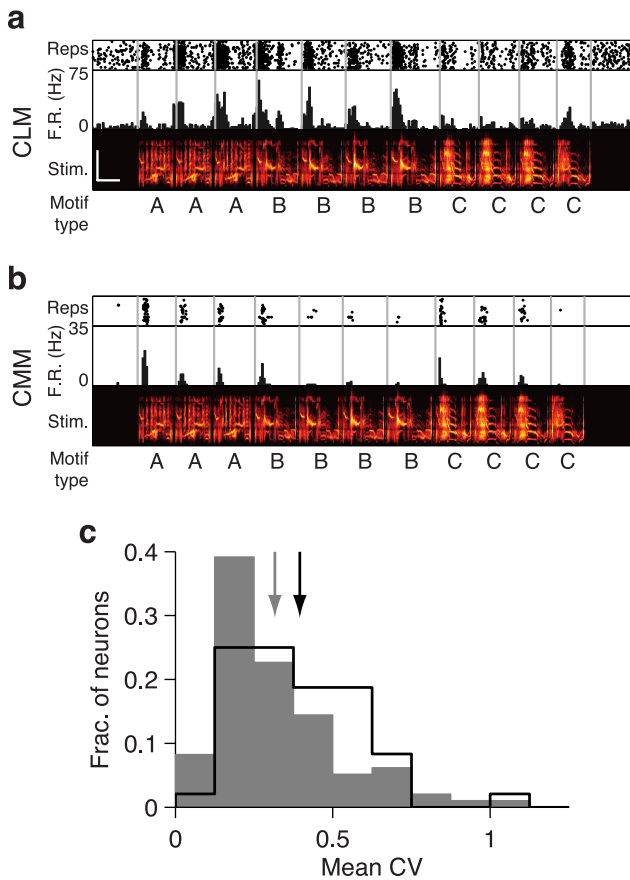 a
Reps
75
F.R. (Hz)
0
CLM
Stim.
Motif type
A A A B B B B C C C C
b
Reps
35
F.R. (Hz)
0
CMM
Stim.
Motif type
A A A B B B B C C C C
c
0.4
0.3
0.2
0.1
0
Frac. of neurons
0 0.5 1
Mean CV